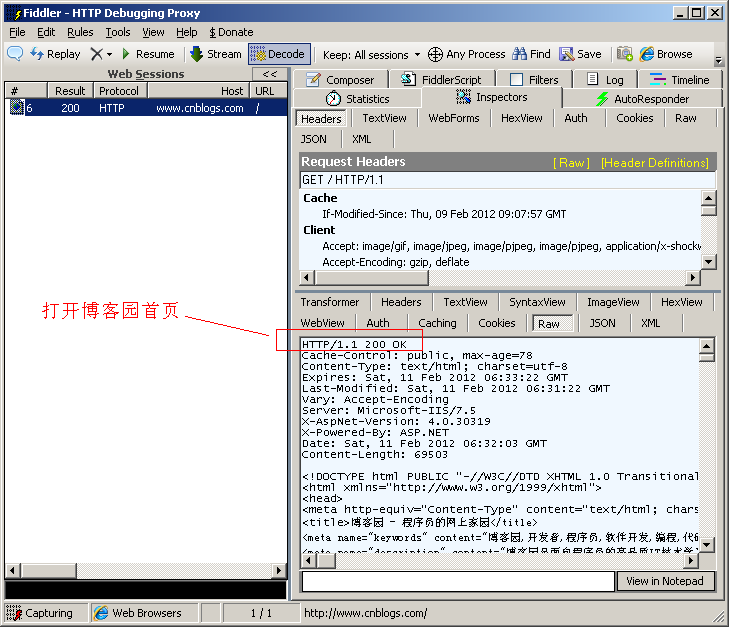 Fiddler - HTTP Debugging Proxy
File Edit Rules Tools View Help $ Donate
Replay Resume Stream Decode Keep: All sessions Any Process Find Save Browse
Web Sessions <<
# Result Protocol Host URL
6 200 HTTP www.cnblogs.com /
Composer FiddlerScript Filters Log Timeline
Statistics Inspectors AutoResponder
Headers TextView WebForms HexView Auth Cookies Raw
JSON XML
Request Headers [ Raw ] [Header Definitions]
GET / HTTP/1.1
Cache
If-Modified-Since: Thu, 09 Feb 2012 09:07:57 GMT
Client
Accept: image/gif, image/jpeg, image/pjpeg, image/pjpeg, application/x-shockw
Accept-Encoding: gzip, deflate
Transformer Headers TextView SyntaxView ImageView HexView
WebView Auth Caching Cookies Raw JSON XML
打开博客园首页
HTTP/1.1 200 OK
Cache-Control: public, max-age=78
Content-Type: text/html; charset=utf-8
Expires: Sat, 11 Feb 2012 06:33:22 GMT
Last-Modified: Sat, 11 Feb 2012 06:31:22 GMT
Vary: Accept-Encoding
Server: Microsoft-IIS/7.5
X-AspNet-Version: 4.0.30319
X-Powered-By: ASP.NET
Date: Sat, 11 Feb 2012 06:32:03 GMT
Content-Length: 69503
<!DOCTYPE html PUBLIC "-//W3C//DTD XHTML 1.0 Transitional
<html xmlns="http://www.w3.org/1999/xhtml">
<head>
<meta http-equiv="Content-Type" content="text/html; chars
<title>博客园 - 程序员的网上家园</title>
<meta name="keywords" content="博客园,开发者,程序员,软件开发,编程,代码
<meta name="description" content="博客园是面向程序员的高品质IT技术学习
View in Notepad
Capturing Web Browsers 1 / 1 http://www.cnblogs.com/